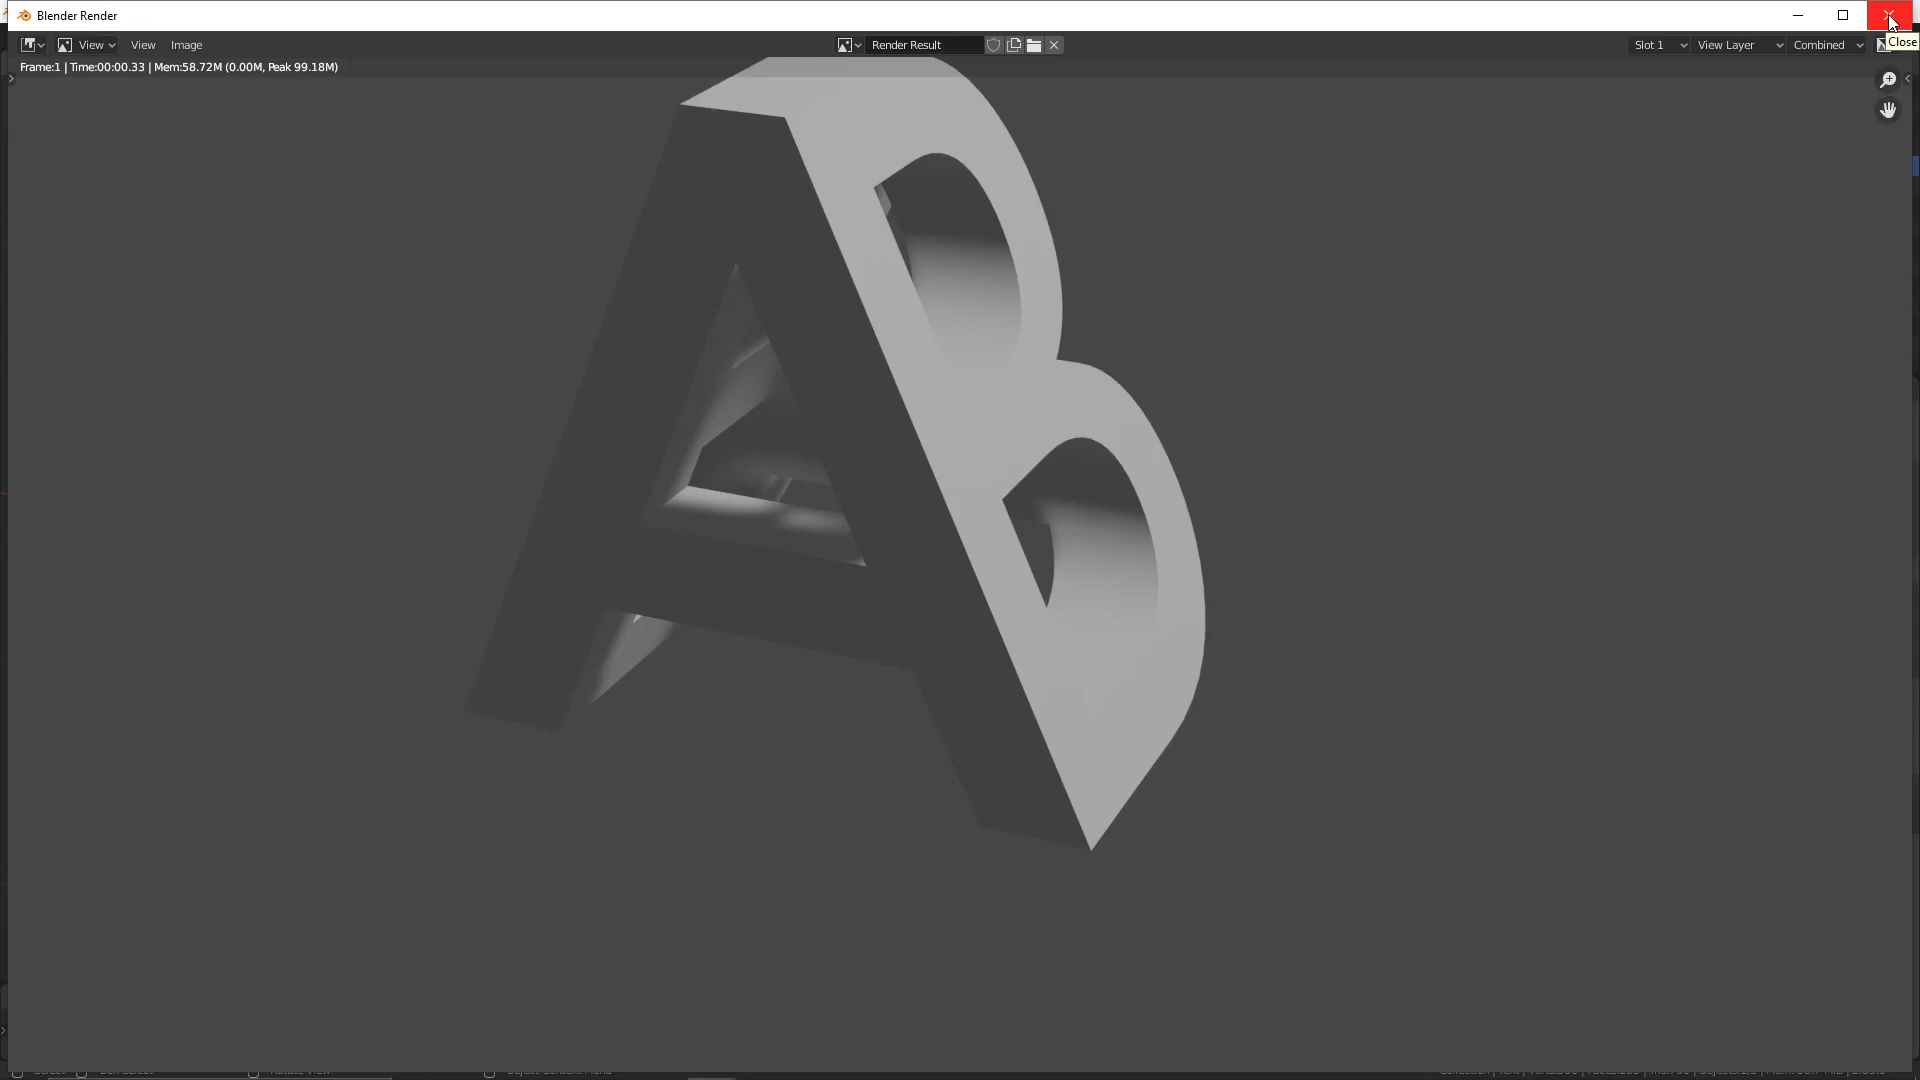 Blender Render
View View Image Render Result Slot 1 View Layer Combined
Close
Frame:1 | Time:00:00.33 | Mem:58.72M (0.00M, Peak 99.18M)
A B